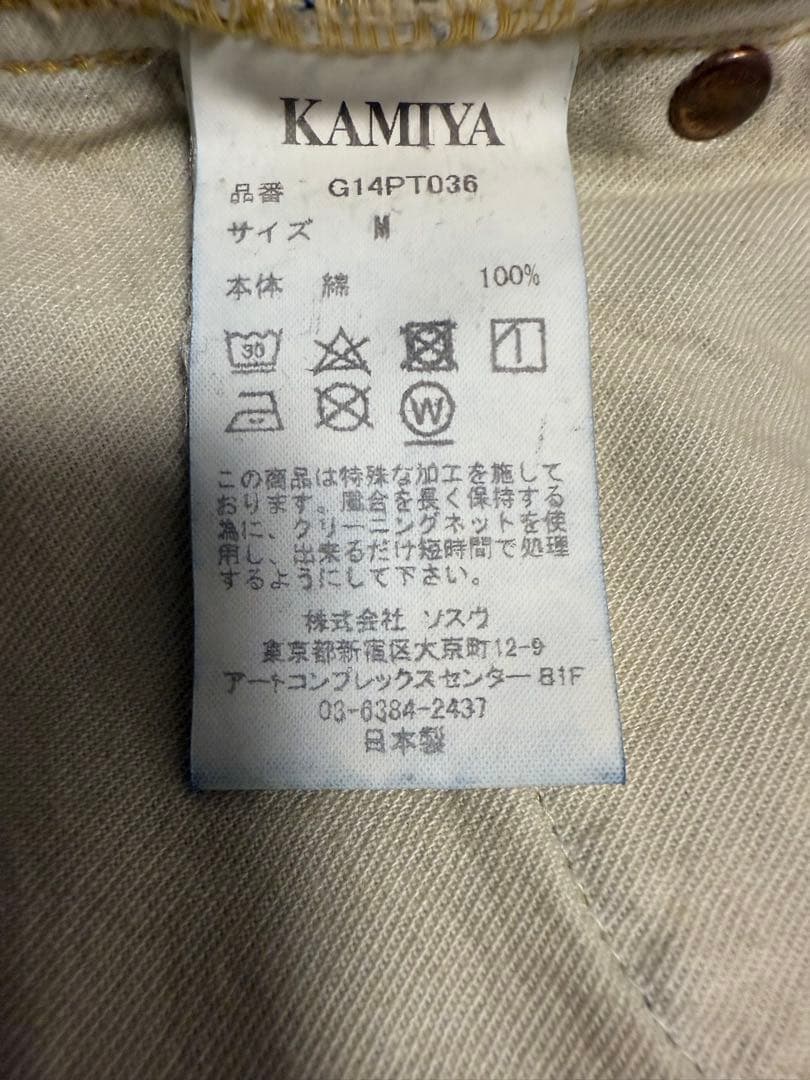 KAMIYA
品番 G14PT036
サイズ M
本体 綿 100%
30
W
この商品は特殊な加工を施して
おります。風合を長く保持する
為に、クリーニングネットを使
用し、出来るだけ短時間で処理
するようにして下さい。
株式会社 ソスウ
東京都新宿区大京町12-9
アートコンプレックスセンター B1F
03-6384-2437
日本製